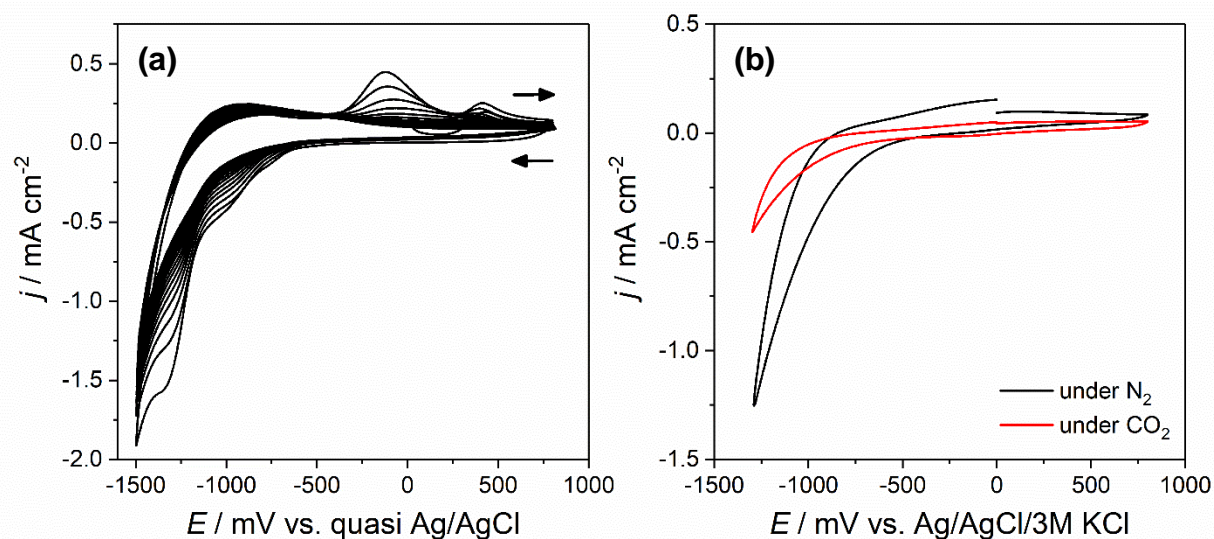 (a)
0.5
0.0
-0.5
-1.0
-1.5
-2.0
j / mA cm-2
-1500 -1000 -500 0 500 1000
E / mV vs. quasi Ag/AgCl
(b)
0.5
0.0
-0.5
-1.0
-1.5
j / mA cm-2
under N2
under CO2
-1500 -1000 -500 0 500 1000
E / mV vs. Ag/AgCl/3M KCl